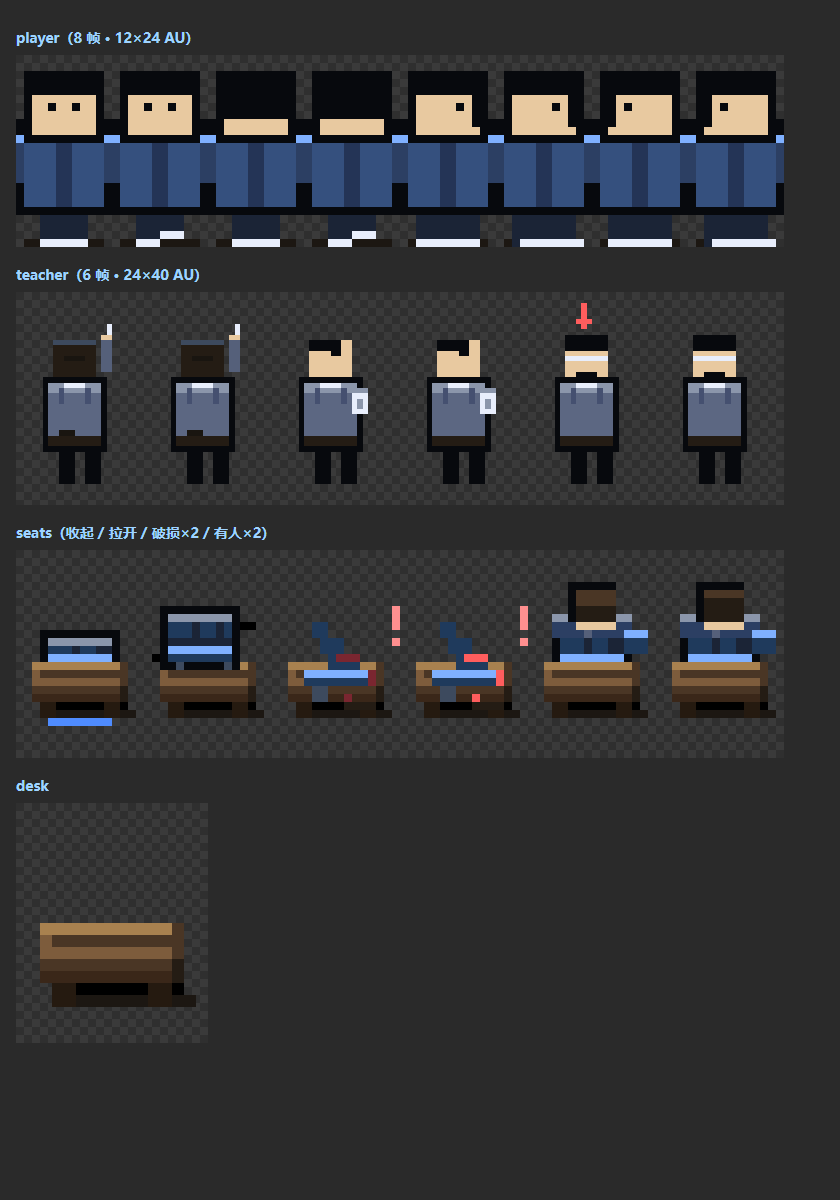 player（8 帧 • 12×24 AU）
teacher（6 帧 • 24×40 AU）
seats（收起 / 拉开 / 破损×2 / 有人×2）
desk